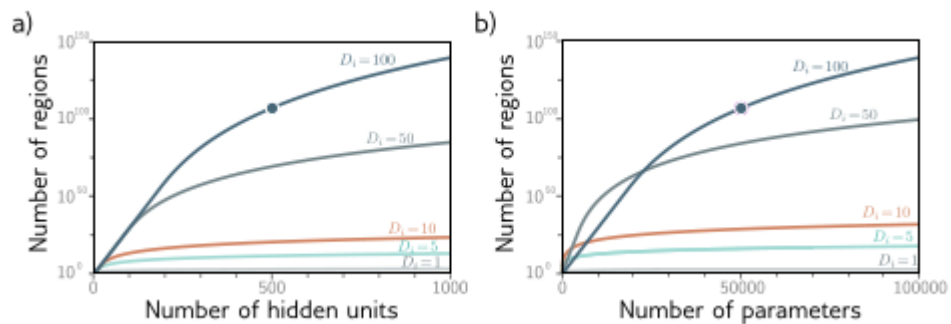 a)
Number of regions
10^150
10^100
10^50
10^0
D_i=100
D_i=50
D_i=10
D_i=5
D_i=1
0
500
1000
Number of hidden units
b)
Number of regions
10^150
10^100
10^50
10^0
D_i=100
D_i=50
D_i=10
D_i=5
D_i=1
0
50000
100000
Number of parameters